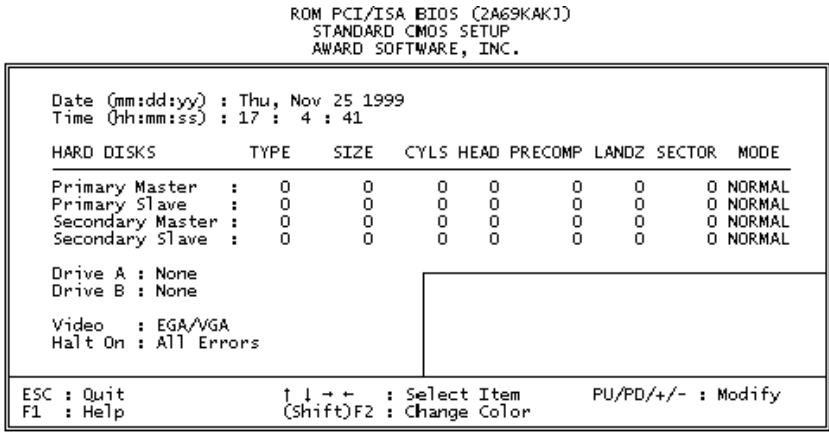 ROM PCI/ISA BIOS (2A69KAKJ)
STANDARD CMOS SETUP
AWARD SOFTWARE, INC.
Date (mm:dd:yy) : Thu, Nov 25 1999
Time (hh:mm:ss) : 17 : 4 : 41
HARD DISKS TYPE SIZE CYLS HEAD PRECOMP LANDZ SECTOR MODE
Primary Master : 0 0 0 0 0 0 0 NORMAL
Primary Slave : 0 0 0 0 0 0 0 NORMAL
Secondary Master : 0 0 0 0 0 0 0 NORMAL
Secondary Slave : 0 0 0 0 0 0 0 NORMAL
Drive A : None
Drive B : None
Video : EGA/VGA
Halt On : All Errors
ESC : Quit ↑ ↓ → ← : Select Item PU/PD/+/- : Modify
F1 : Help (Shift)F2 : Change Color